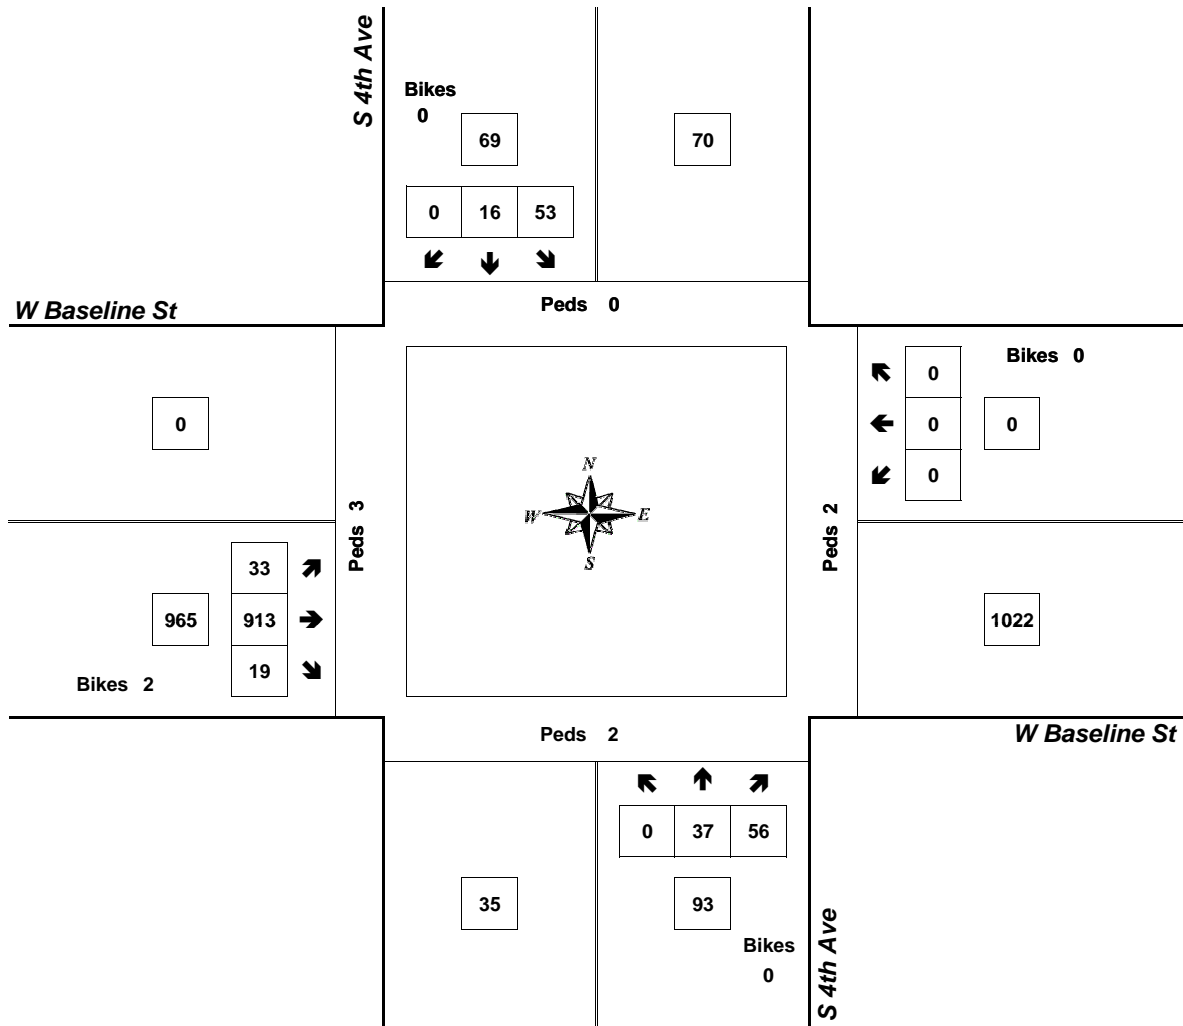 S 4th Ave
Bikes
0
69
70
0 16 53
Peds 0
W Baseline St
0
Bikes 0
0
0
0
0
N
W E
S
Peds 3
Peds 2
33
965 913
19
Bikes 2
1022
Peds 2
W Baseline St
0 37 56
35
93
Bikes
0
S 4th Ave